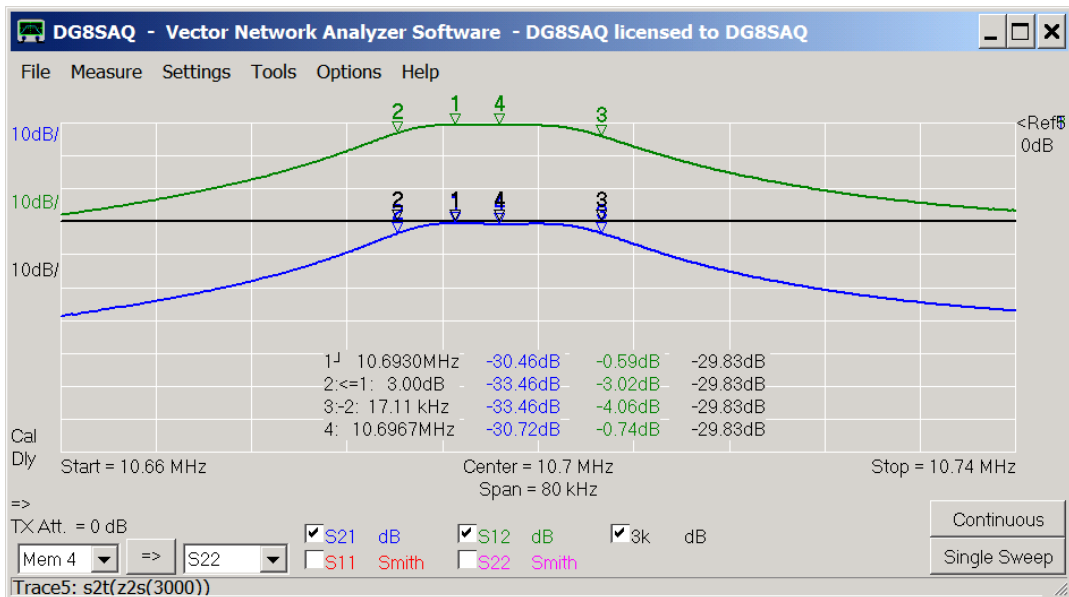 DG8SAQ - Vector Network Analyzer Software - DG8SAQ licensed to DG8SAQ
File Measure Settings Tools Options Help
2 1 4 3
10dB/
<Ref
0dB
10dB/
2 1 4 3
10dB/
1┘ 10.6930MHz -30.46dB -0.59dB -29.83dB
2:<=1: 3.00dB -33.46dB -3.02dB -29.83dB
3:-2: 17.11 kHz -33.46dB -4.06dB -29.83dB
4: 10.6967MHz -30.72dB -0.74dB -29.83dB
Cal
Dly
Start = 10.66 MHz Center = 10.7 MHz Stop = 10.74 MHz
Span = 80 kHz
=>
TX Att. = 0 dB
Continuous
S21 dB S12 dB 3k dB
Mem 4 => S22
S11 Smith S22 Smith
Single Sweep
Trace5: s2t(z2s(3000))